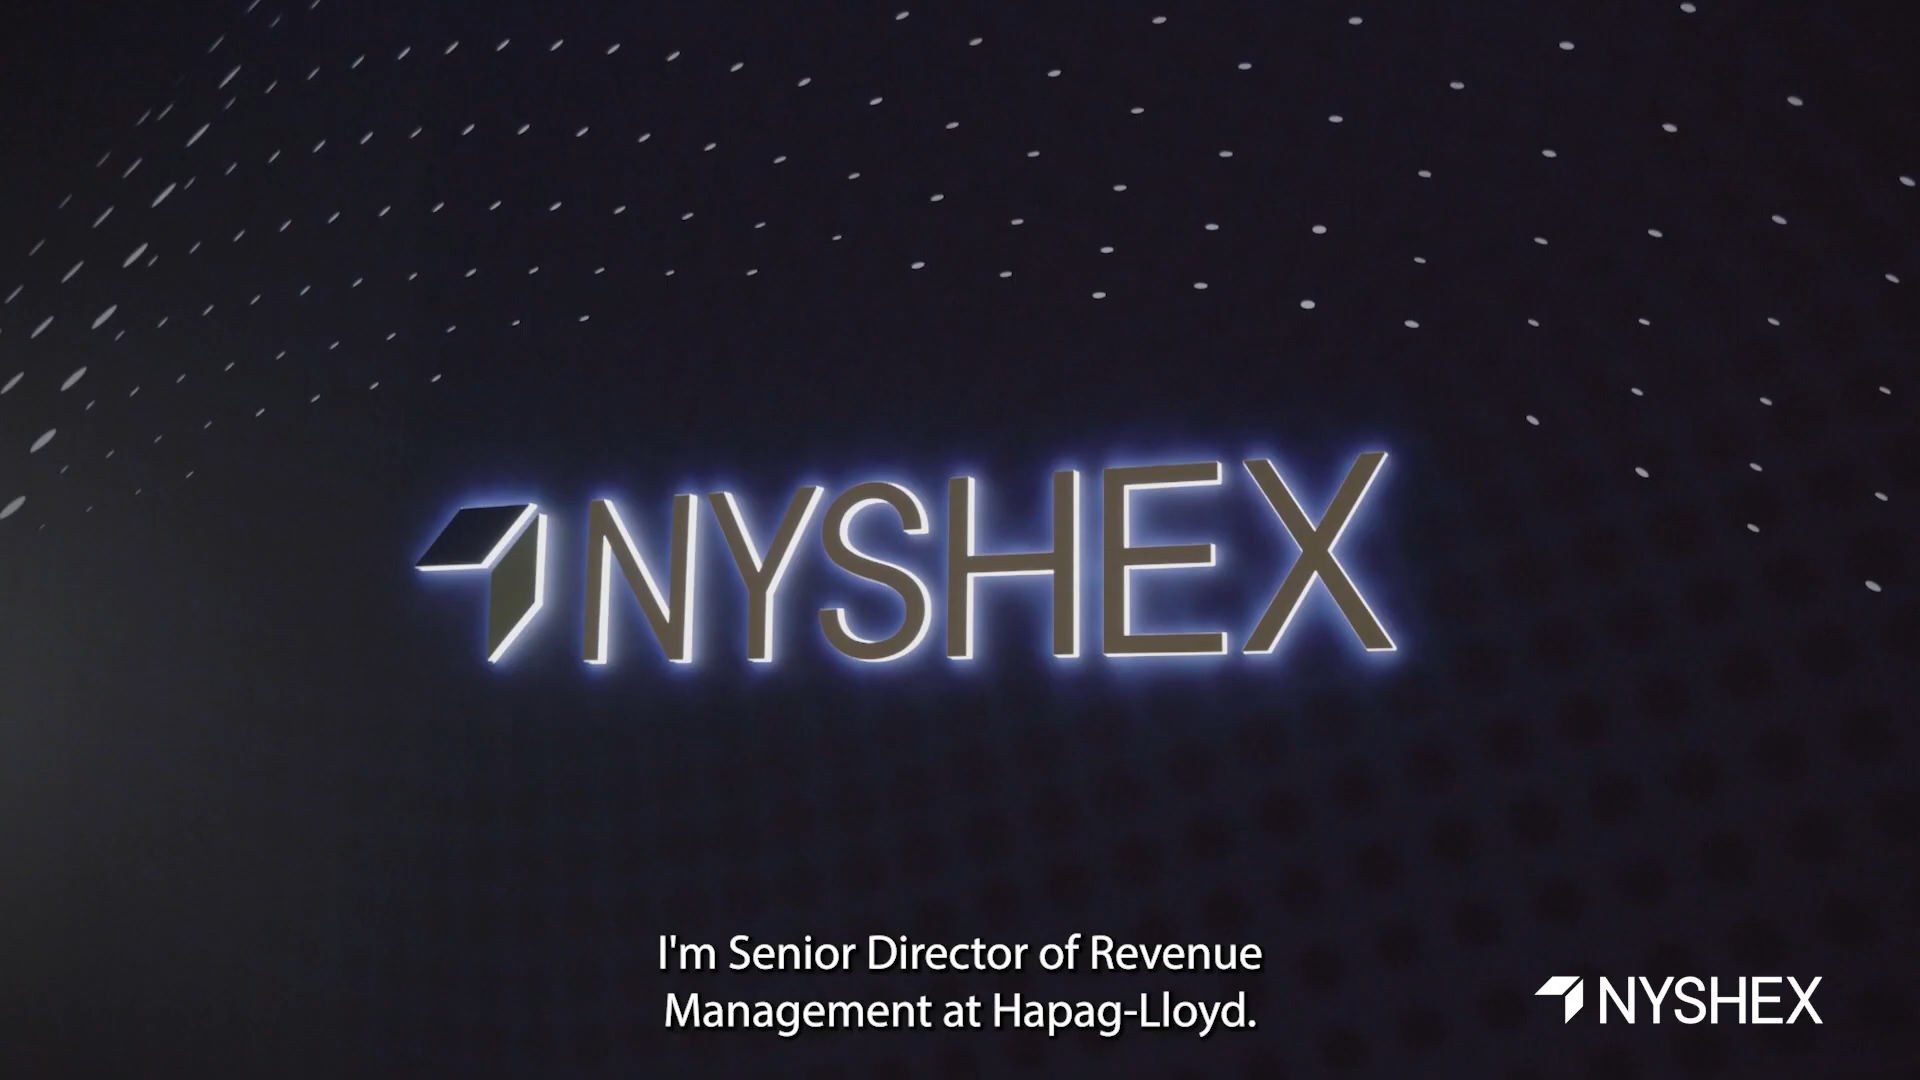 NYSHEX
I'm Senior Director of Revenue
Management at Hapag-Lloyd.
NYSHEX